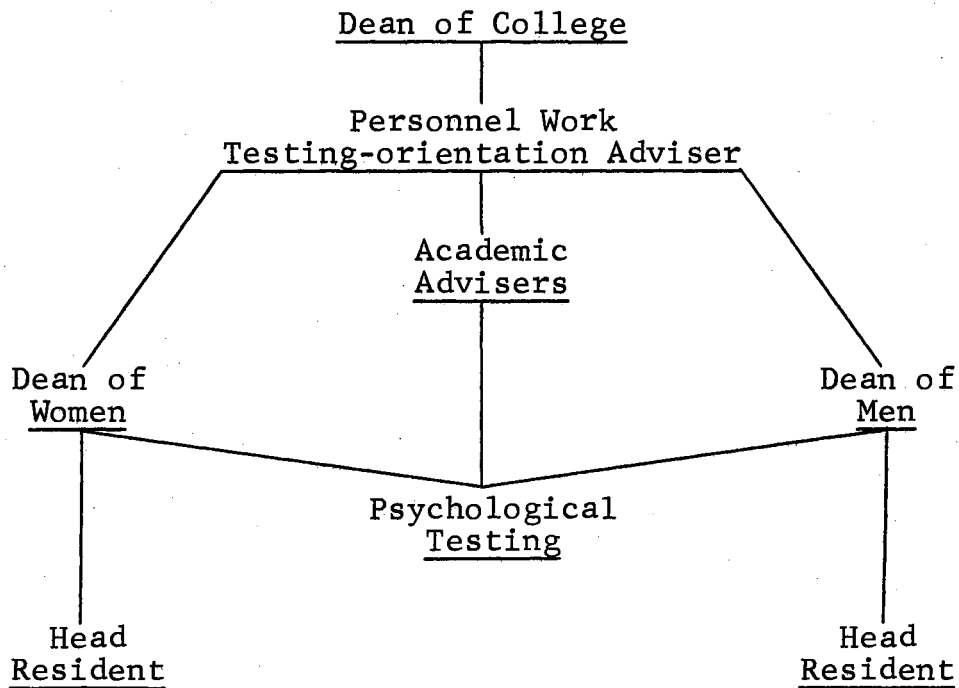 Dean of College
Personnel Work
Testing-orientation Adviser
Academic
Advisers
Dean of
Women
Dean of
Men
Psychological
Testing
Head
Resident
Head
Resident